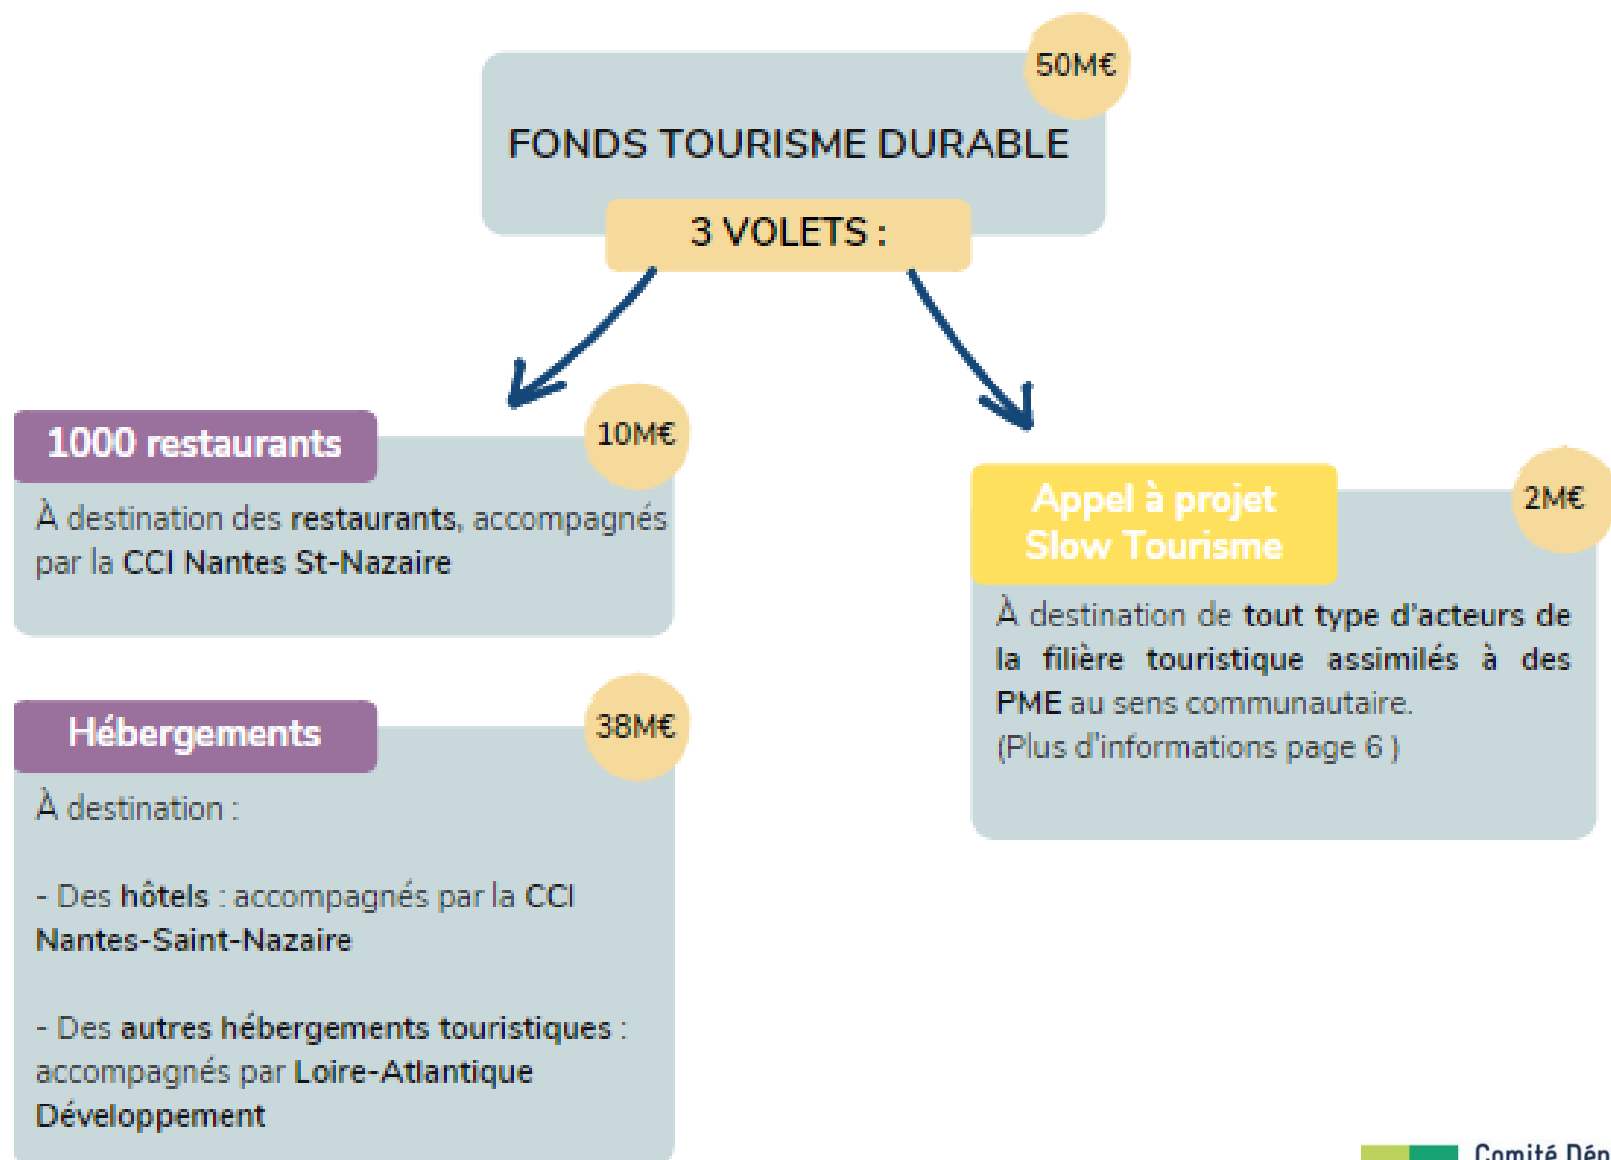 50M€
FONDS TOURISME DURABLE
3 VOLETS :
1000 restaurants
10M€
À destination des restaurants, accompagnés
par la CCI Nantes St-Nazaire
Hébergements
38M€
À destination :
- Des hôtels : accompagnés par la CCI
Nantes-Saint-Nazaire
- Des autres hébergements touristiques :
accompagnés par Loire-Atlantique
Développement
Appel à projet
Slow Tourisme
2M€
À destination de tout type d'acteurs de
la filière touristique assimilés à des
PME au sens communautaire.
(Plus d'informations page 6 )
Comité Dép